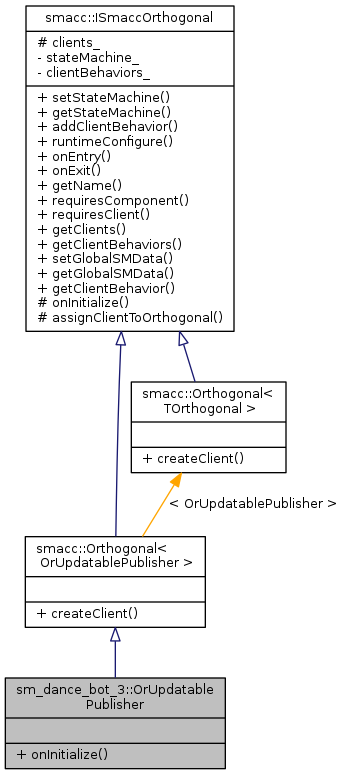 smacc::ISmaccOrthogonal
# clients_
- stateMachine_
- clientBehaviors_
+ setStateMachine()
+ getStateMachine()
+ addClientBehavior()
+ runtimeConfigure()
+ onEntry()
+ onExit()
+ getName()
+ requiresComponent()
+ requiresClient()
+ getClients()
+ getClientBehaviors()
+ setGlobalSMData()
+ getGlobalSMData()
+ getClientBehavior()
# onInitialize()
# assignClientToOrthogonal()
smacc::Orthogonal<
TOrthogonal >
+ createClient()
< OrUpdatablePublisher >
smacc::Orthogonal<
OrUpdatablePublisher >
+ createClient()
sm_dance_bot_3::OrUpdatable
Publisher
+ onInitialize()